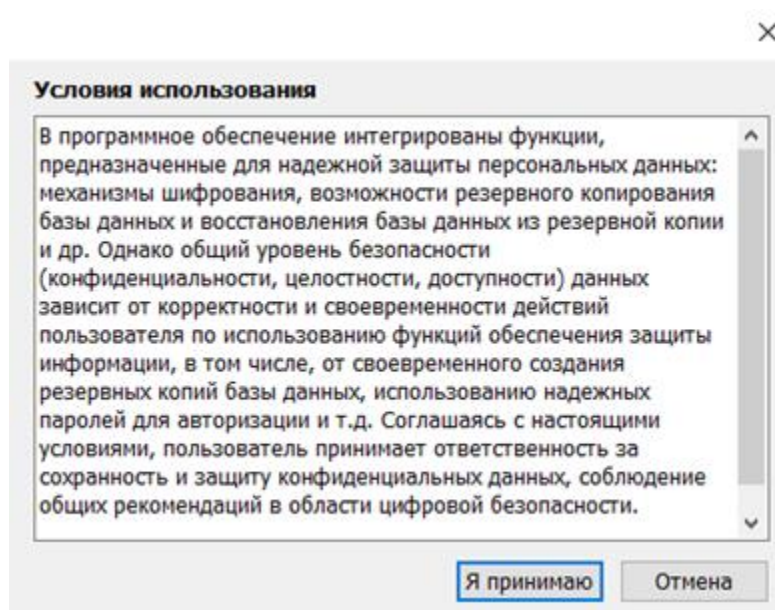 Условия использования
В программное обеспечение интегрированы функции,
предназначенные для надежной защиты персональных данных:
механизмы шифрования, возможности резервного копирования
базы данных и восстановления базы данных из резервной копии
и др. Однако общий уровень безопасности
(конфиденциальности, целостности, доступности) данных
зависит от корректности и своевременности действий
пользователя по использованию функций обеспечения защиты
информации, в том числе, от своевременного создания
резервных копий базы данных, использованию надежных
паролей для авторизации и т.д. Соглашаясь с настоящими
условиями, пользователь принимает ответственность за
сохранность и защиту конфиденциальных данных, соблюдение
общих рекомендаций в области цифровой безопасности.
Я принимаю
Отмена